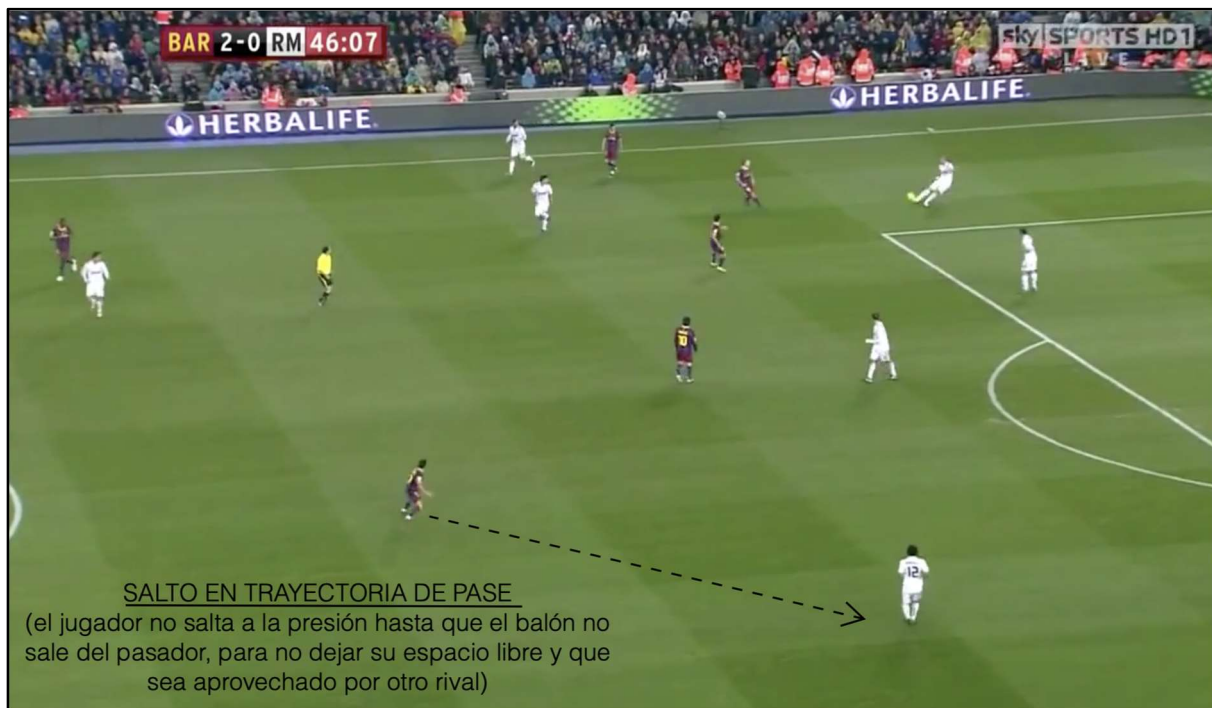 BAR 2-0 RM 46:07
sky SPORTS HD1
LIVE
HERBALIFE
HERBALIFE
10
12
SALTO EN TRAYECTORIA DE PASE
(el jugador no salta a la presión hasta que el balón no
sale del pasador, para no dejar su espacio libre y que
sea aprovechado por otro rival)